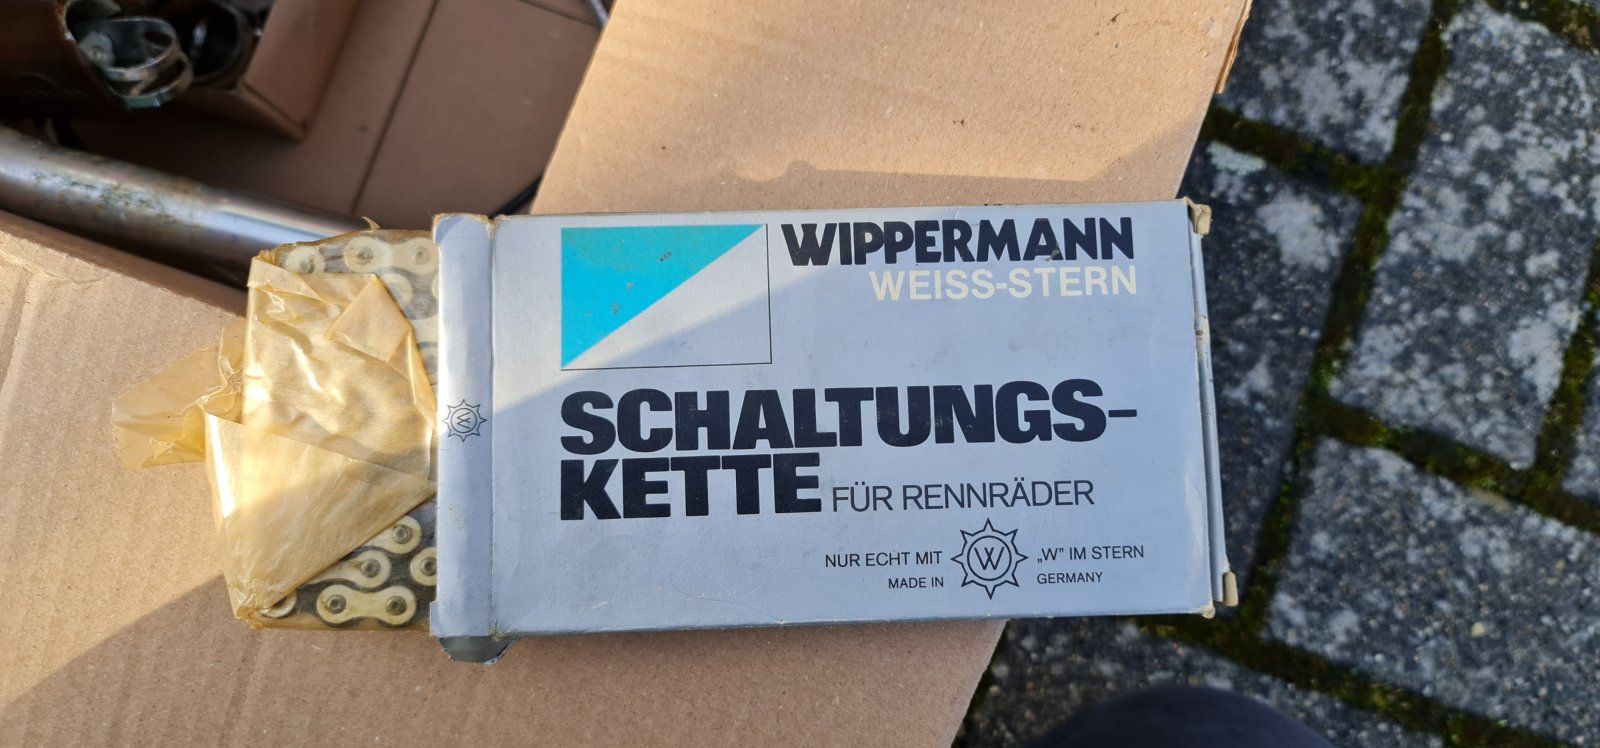 WIPPERMANN
WEISS-STERN
SCHALTUNGS-
KETTE FÜR RENNRÄDER
NUR ECHT MIT W „W” IM STERN
MADE IN GERMANY
W